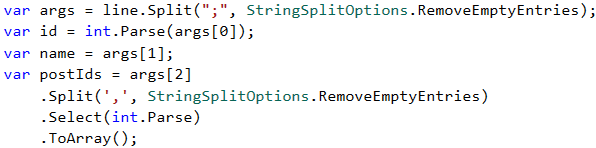 var args = line.Split(";", StringSplitOptions.RemoveEmptyEntries);
var id = int.Parse(args[0]);
var name = args[1];
var postIds = args[2]
    .Split(',', StringSplitOptions.RemoveEmptyEntries)
    .Select(int.Parse)
    .ToArray();